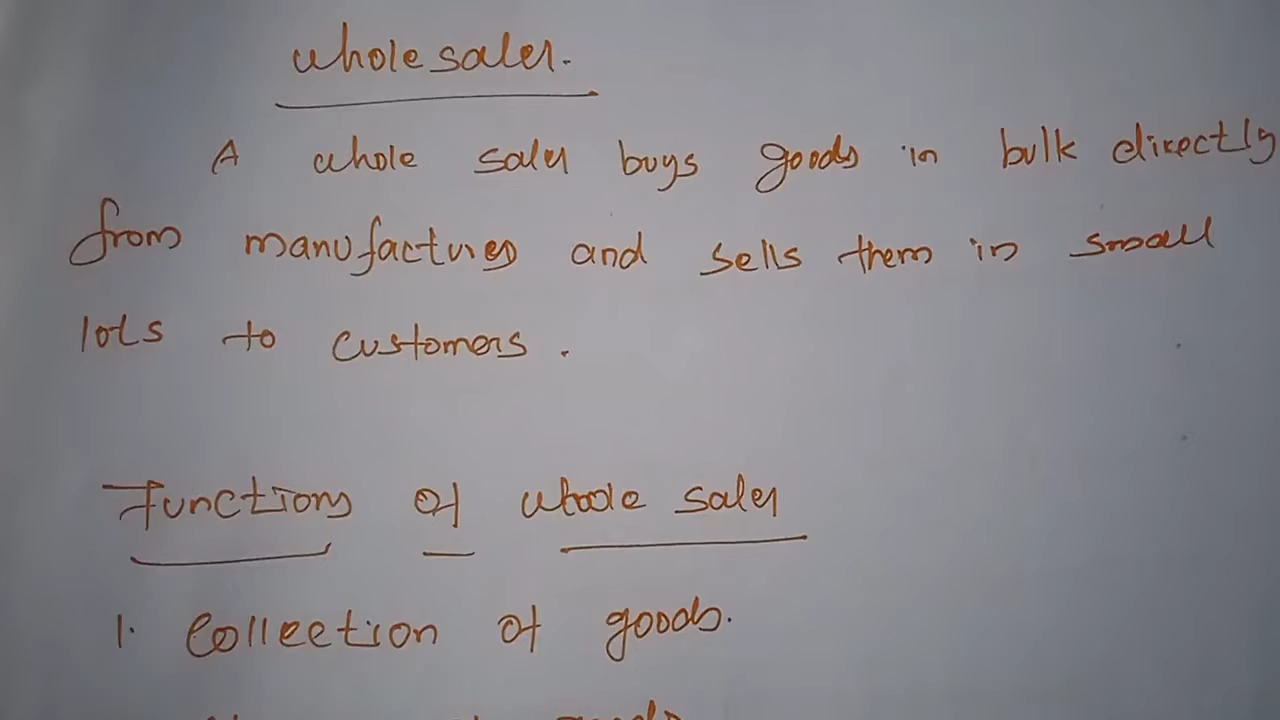 wholesaler.
A whole saler buys goods in bulk directly
from manufactures and sells them in small
lots to customers.
Functions of whole saler
1. Collection of goods.
goods